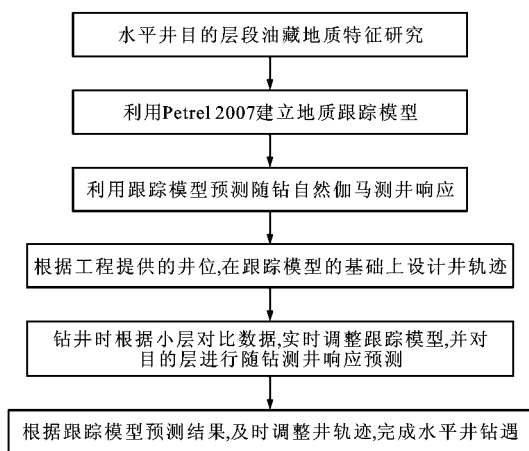 水平井目的层段油藏地质特征研究
利用Petrel 2007建立地质跟踪模型
利用跟踪模型预测随钻自然伽马测井响应
根据工程提供的井位,在跟踪模型的基础上设计井轨迹
钻井时根据小层对比数据,实时调整跟踪模型,并对
目的层进行随钻测井响应预测
根据跟踪模型预测结果,及时调整井轨迹,完成水平井钻遇